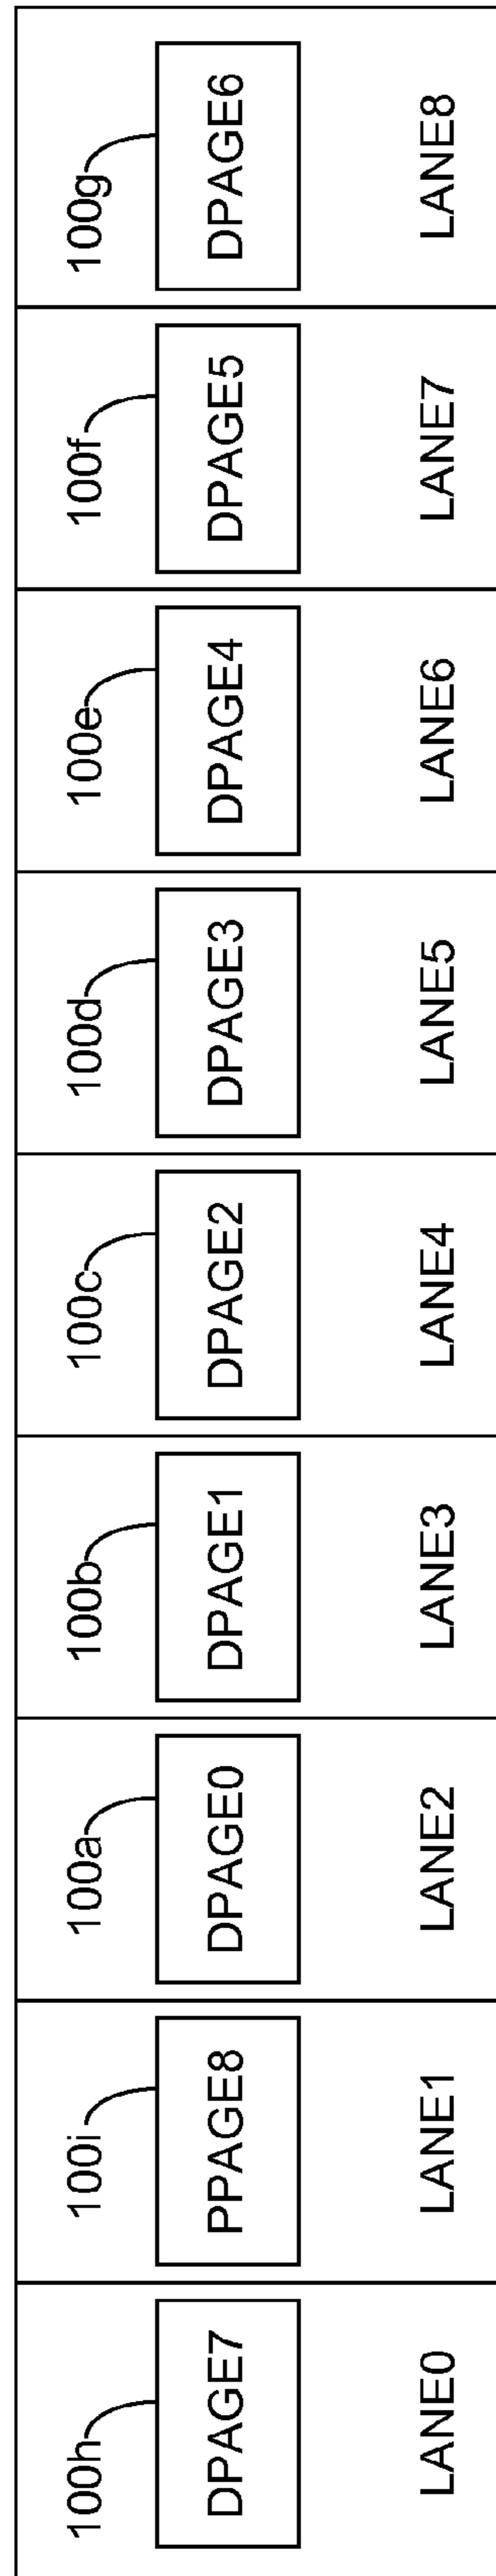 100h 100i 100a 100b 100c 100d 100e 100f 100g
DPAGE7 PPAGE8 DPAGE0 DPAGE1 DPAGE2 DPAGE3 DPAGE4 DPAGE5 DPAGE6
LANE0 LANE1 LANE2 LANE3 LANE4 LANE5 LANE6 LANE7 LANE8